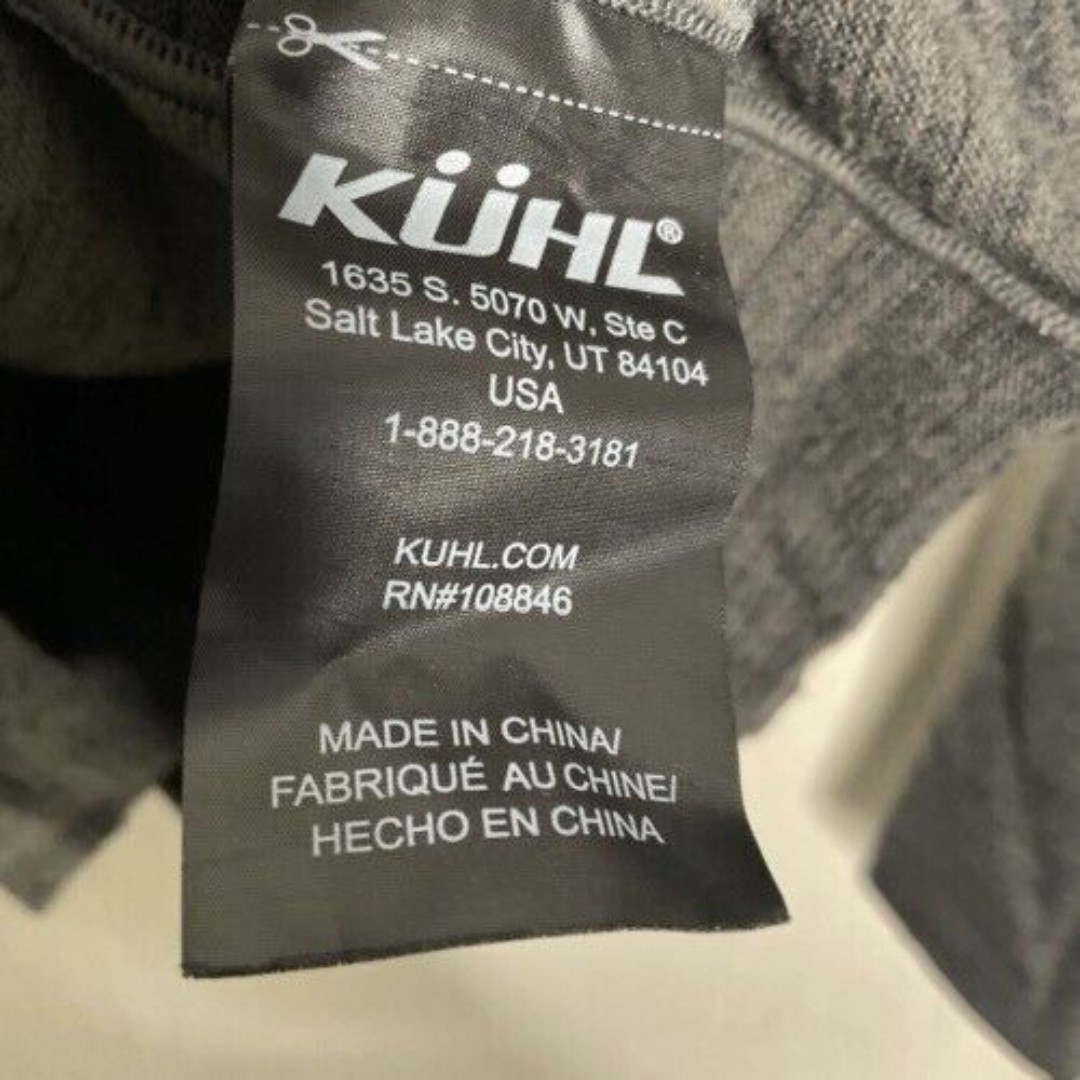 KÜHL®
1635 S. 5070 W, Ste C
Salt Lake City, UT 84104
USA
1-888-218-3181
KUHL.COM
RN#108846
MADE IN CHINA/
FABRIQUÉ AU CHINE/
HECHO EN CHINA